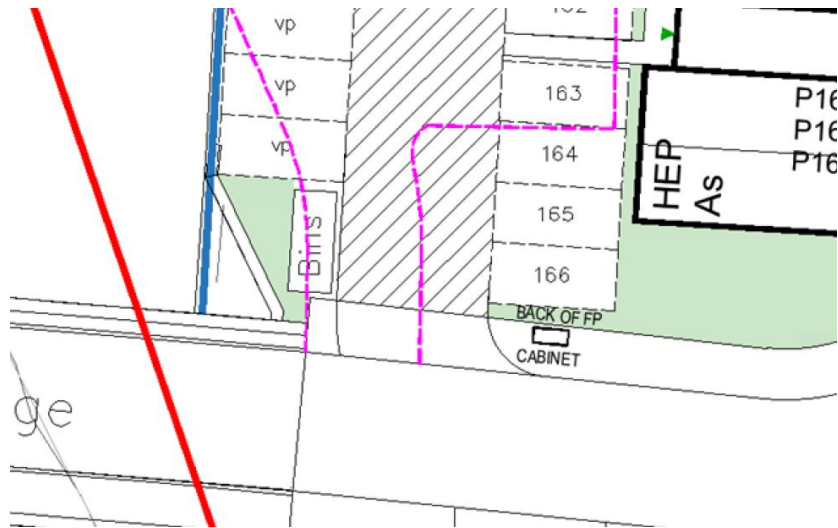 vp
vp
vp
163
164
165
166
Bins
BACK OF FP
CABINET
HEP
As
P16
P16
P16
ge